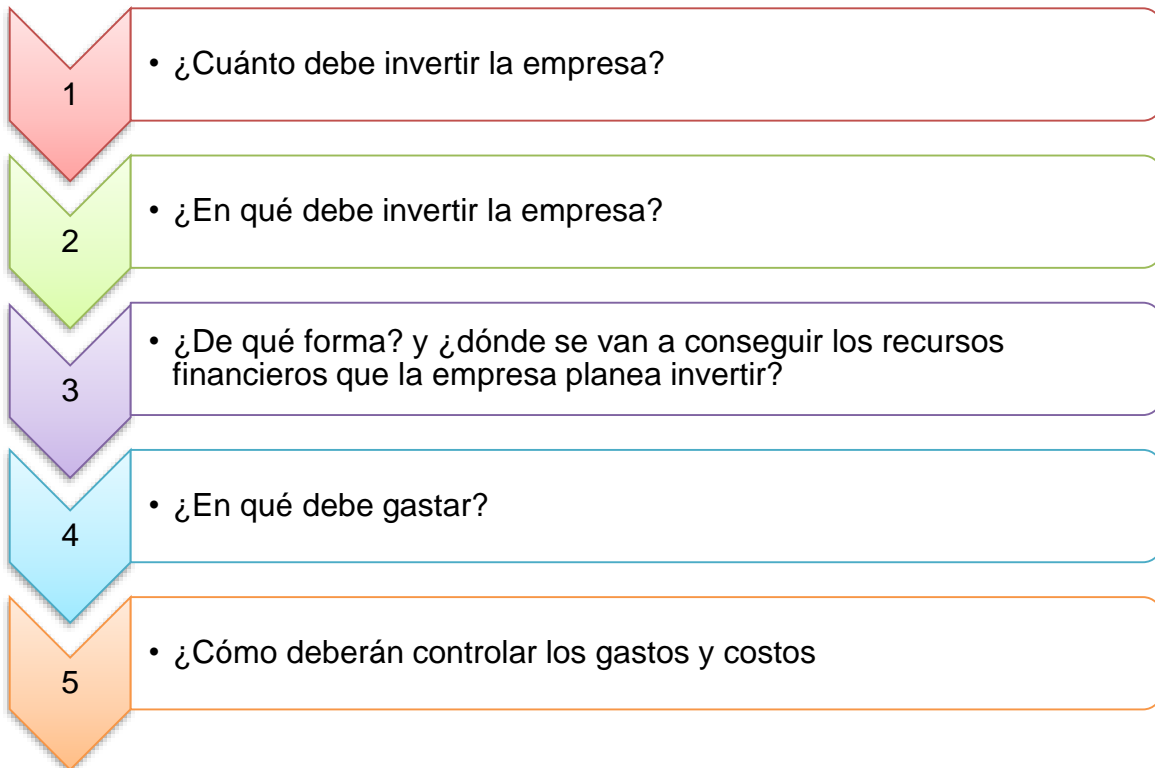 1
• ¿Cuánto debe invertir la empresa?
2
• ¿En qué debe invertir la empresa?
3
• ¿De qué forma? y ¿dónde se van a conseguir los recursos
financieros que la empresa planea invertir?
4
• ¿En qué debe gastar?
5
• ¿Cómo deberán controlar los gastos y costos